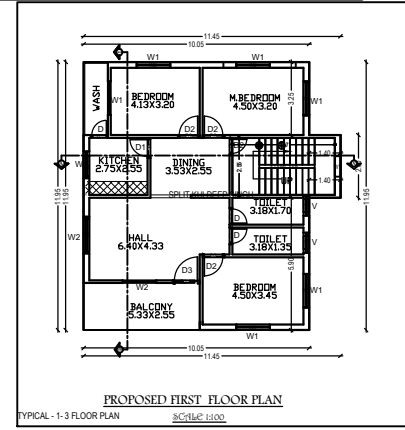 11.45
10.05
W1 W1
WASH
W1
BEDROOM
4.13X3.20
M.BEDROOM
4.50X3.20
3.25
W1
D D2 D2
D1
KITCHEN
2.75X2.55
DINING
3.53X2.55
1.40
UP
1.40
11.95
11.95
11.95
TOILET
3.18X1.70
D
V
W2
HALL
6.40X4.33
TOILET
3.18X1.35
D
V
5.90
D3
D2
W2
BEDROOM
4.50X3.45
W1
BALCONY
5.33X2.55
W1
10.05
11.45
PROPOSED FIRST FLOOR PLAN
TYPICAL - 1- 3 FLOOR PLAN
SCALE 1:100